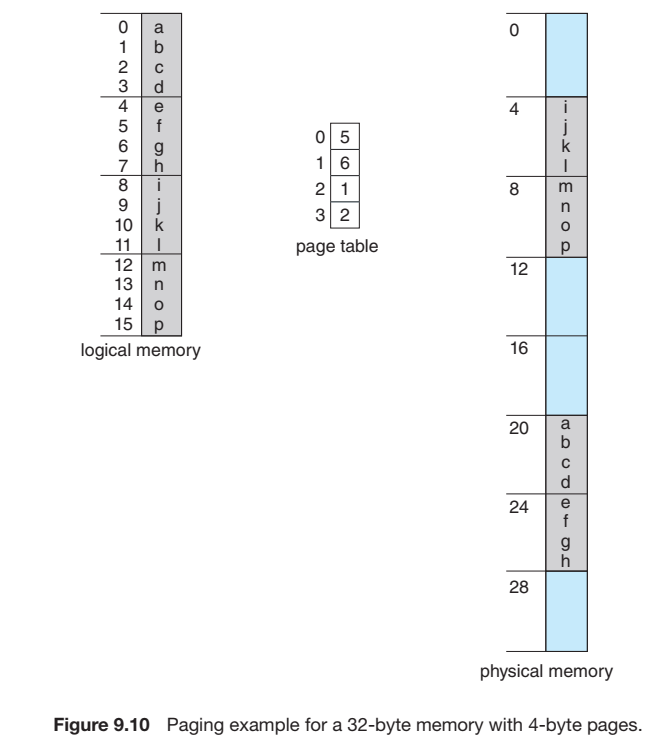 0 a
1 b
2 c
3 d
4 e
5 f
6 g
7 h
8 i
9 j
10 k
11 l
12 m
13 n
14 o
15 p
logical memory
0 5
1 6
2 1
3 2
page table
0
4 i
j
k
l
8 m
n
o
p
12
16
20 a
b
c
d
24 e
f
g
h
28
physical memory
Figure 9.10 Paging example for a 32-byte memory with 4-byte pages.